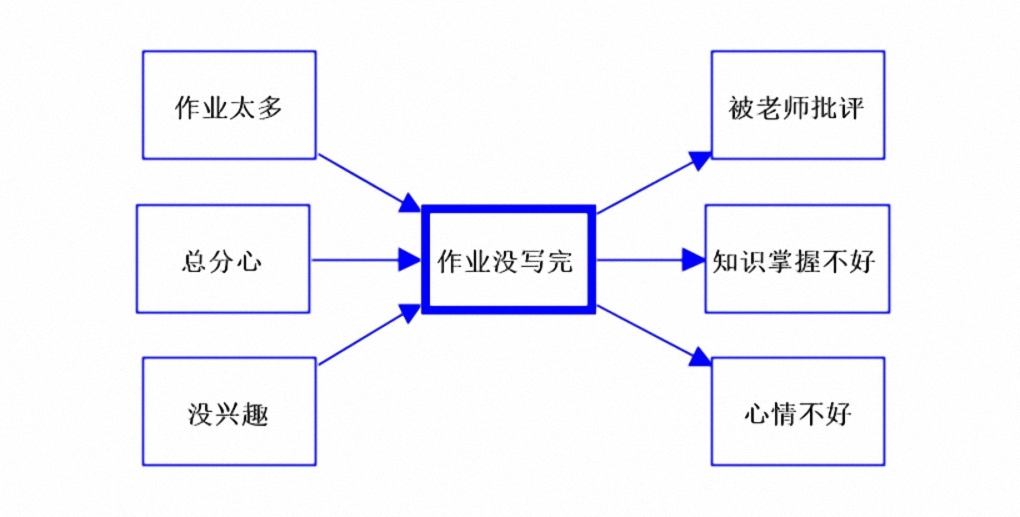 作业太多
总分心
没兴趣
作业没写完
被老师批评
知识掌握不好
心情不好